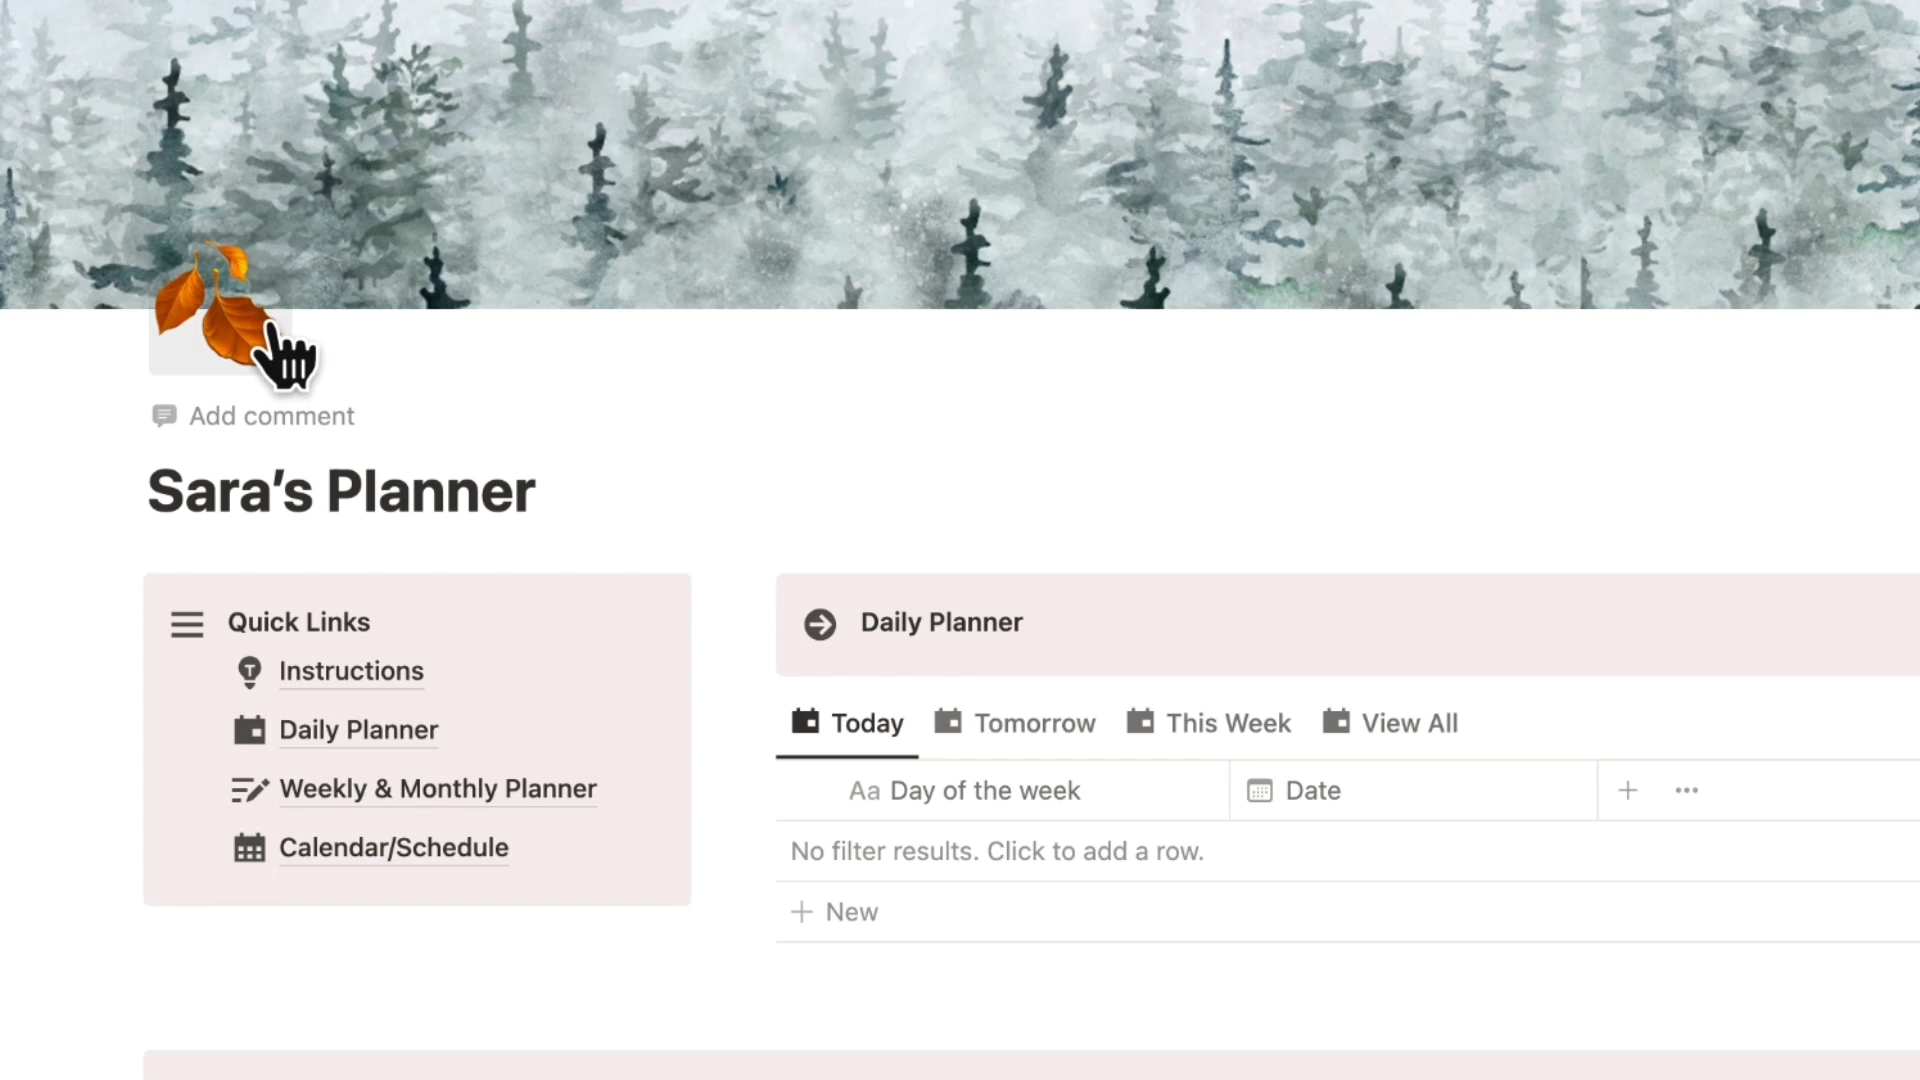 Add comment
Sara's Planner
Quick Links
Instructions
Daily Planner
Weekly & Monthly Planner
Calendar/Schedule
Daily Planner
Today Tomorrow This Week View All
Aa Day of the week Date
No filter results. Click to add a row.
New